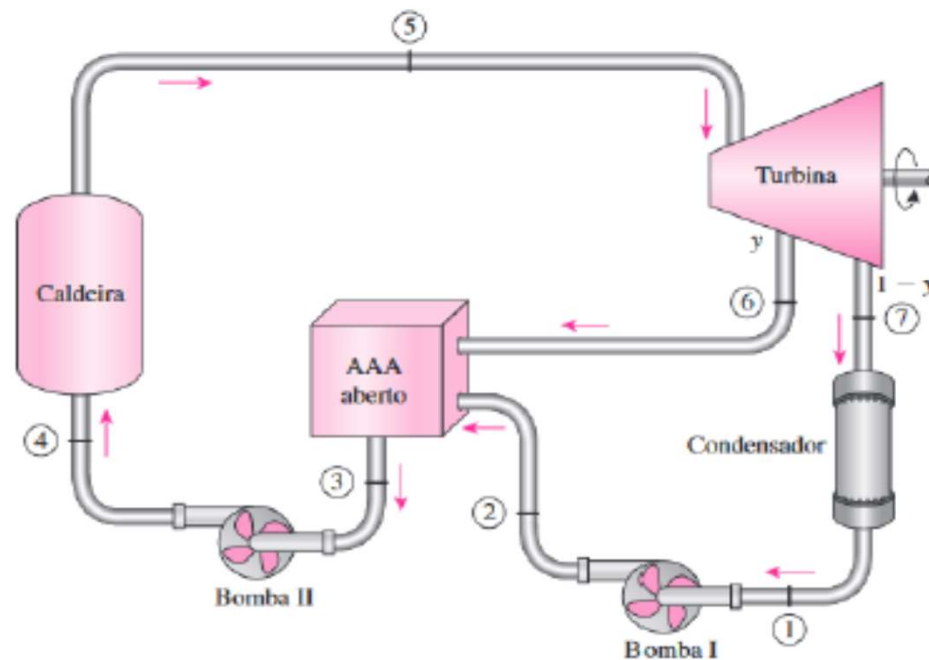 ⑤
Turbina
y
1 − y
Caldeira
⑥
⑦
AAA
aberto
④
③
②
Condensador
Bomba II
①
Bomba I